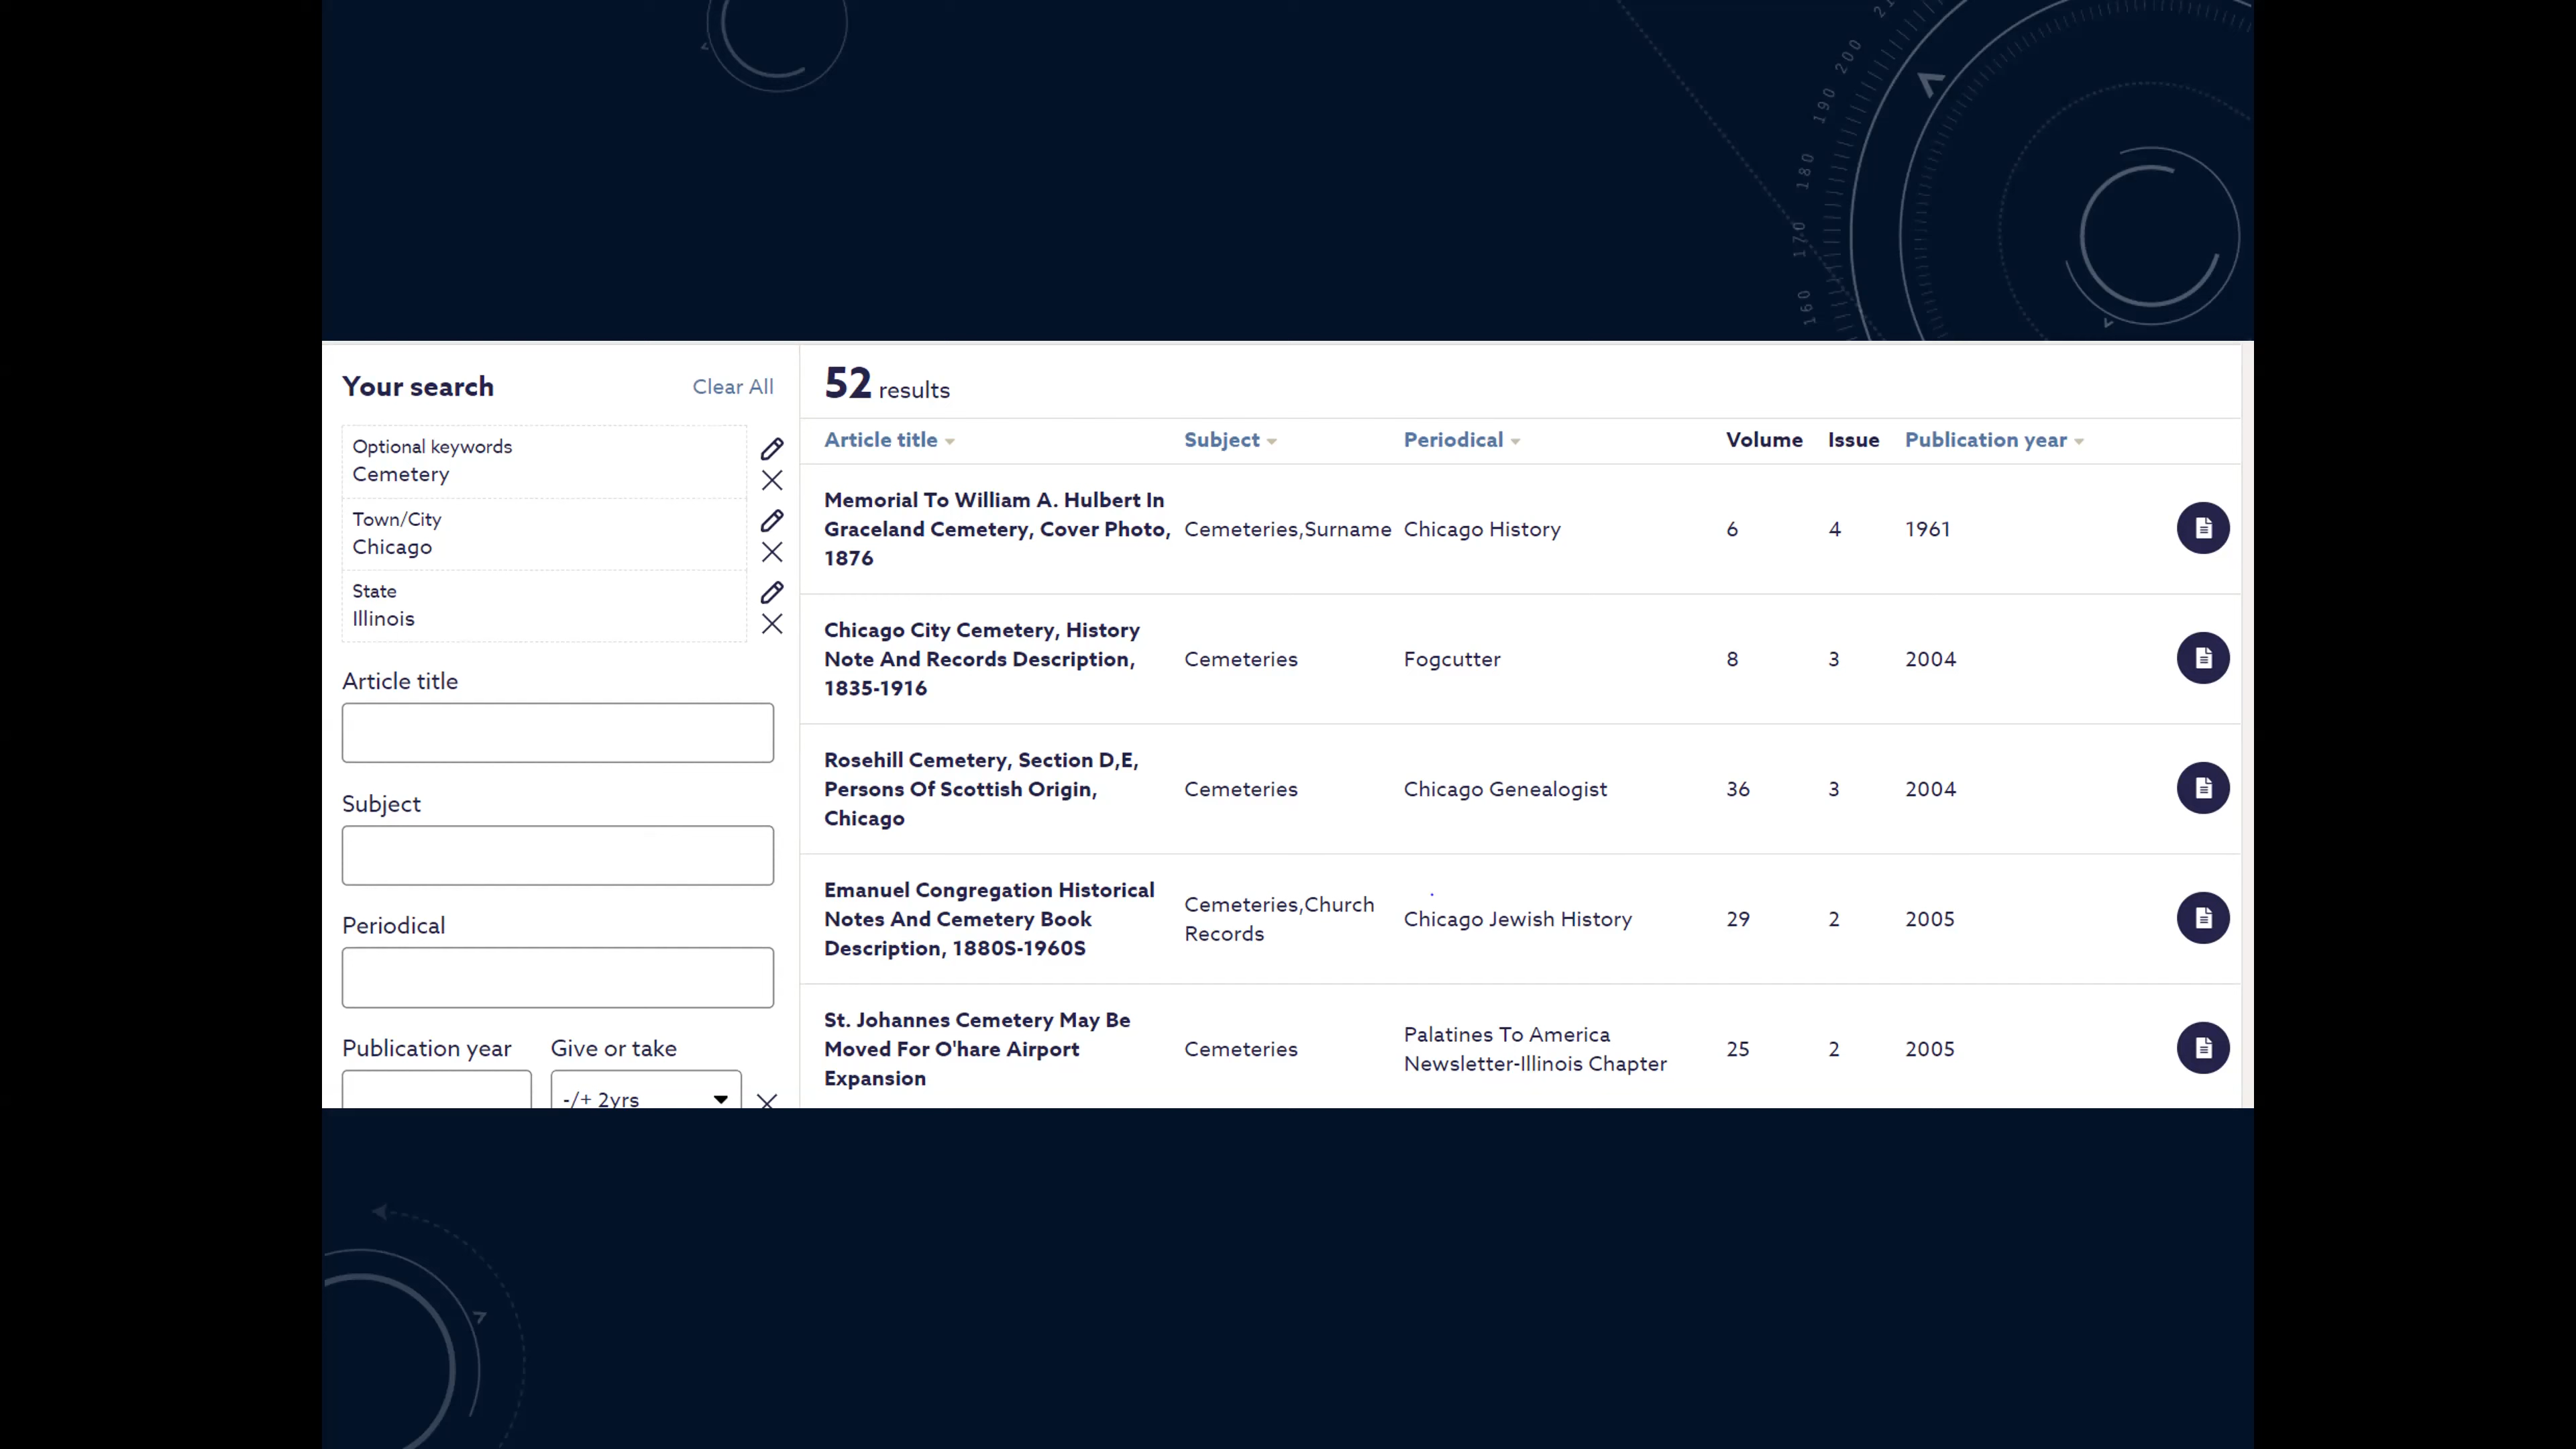 21
200
190
180
170
160
Your search
Clear All
Optional keywords
Cemetery
Town/City
Chicago
State
Illinois
Article title
Subject
Periodical
Publication year Give or take
-/+ 2yrs
52 results
Article title Subject Periodical Volume Issue Publication year
Memorial To William A. Hulbert In
Graceland Cemetery, Cover Photo,
1876
Cemeteries,Surname
Chicago History
6
4
1961
Chicago City Cemetery, History
Note And Records Description,
1835-1916
Cemeteries
Fogcutter
8
3
2004
Rosehill Cemetery, Section D,E,
Persons Of Scottish Origin,
Chicago
Cemeteries
Chicago Genealogist
36
3
2004
Emanuel Congregation Historical
Notes And Cemetery Book
Description, 1880S-1960S
Cemeteries,Church
Records
Chicago Jewish History
29
2
2005
St. Johannes Cemetery May Be
Moved For O'hare Airport
Expansion
Cemeteries
Palatines To America
Newsletter-Illinois Chapter
25
2
2005